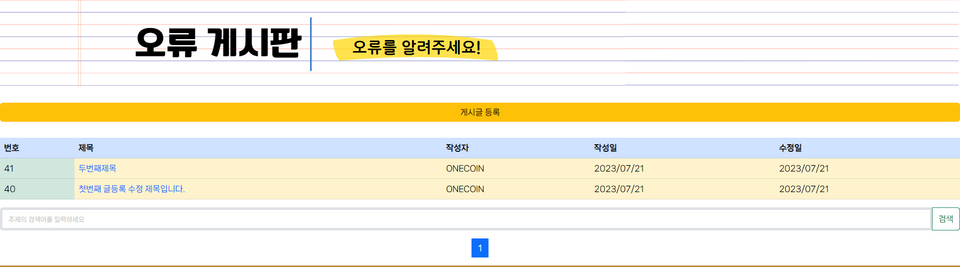 오류 게시판
오류를 알려주세요!
게시글 등록
번호 제목 작성자 작성일 수정일
41 두번째제목 ONECOIN 2023/07/21 2023/07/21
40 첫번째 글등록 수정 제목입니다. ONECOIN 2023/07/21 2023/07/21
주제의 검색어를 입력하세요 검색
1